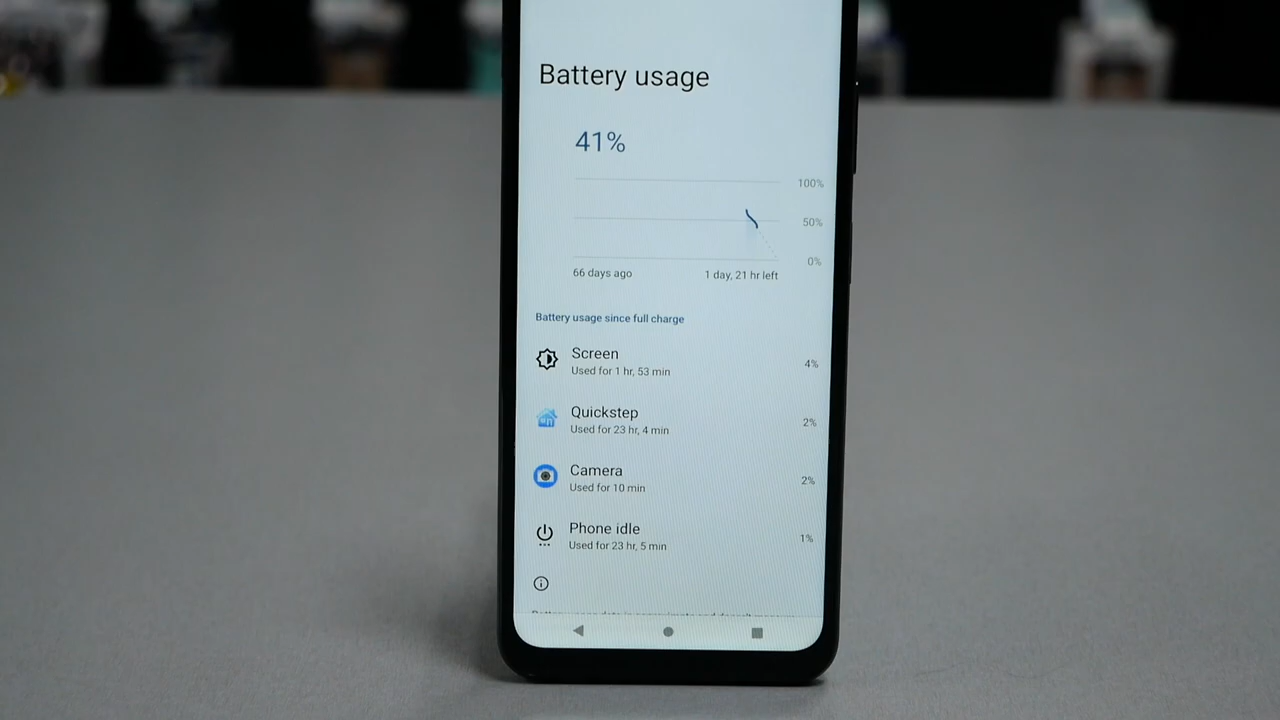 Battery usage
41%
100%
50%
0%
66 days ago
1 day, 21 hr left
Battery usage since full charge
Screen
Used for 1 hr, 53 min
4%
Quickstep
Used for 23 hr, 4 min
2%
Camera
Used for 10 min
2%
Phone idle
Used for 23 hr, 5 min
1%